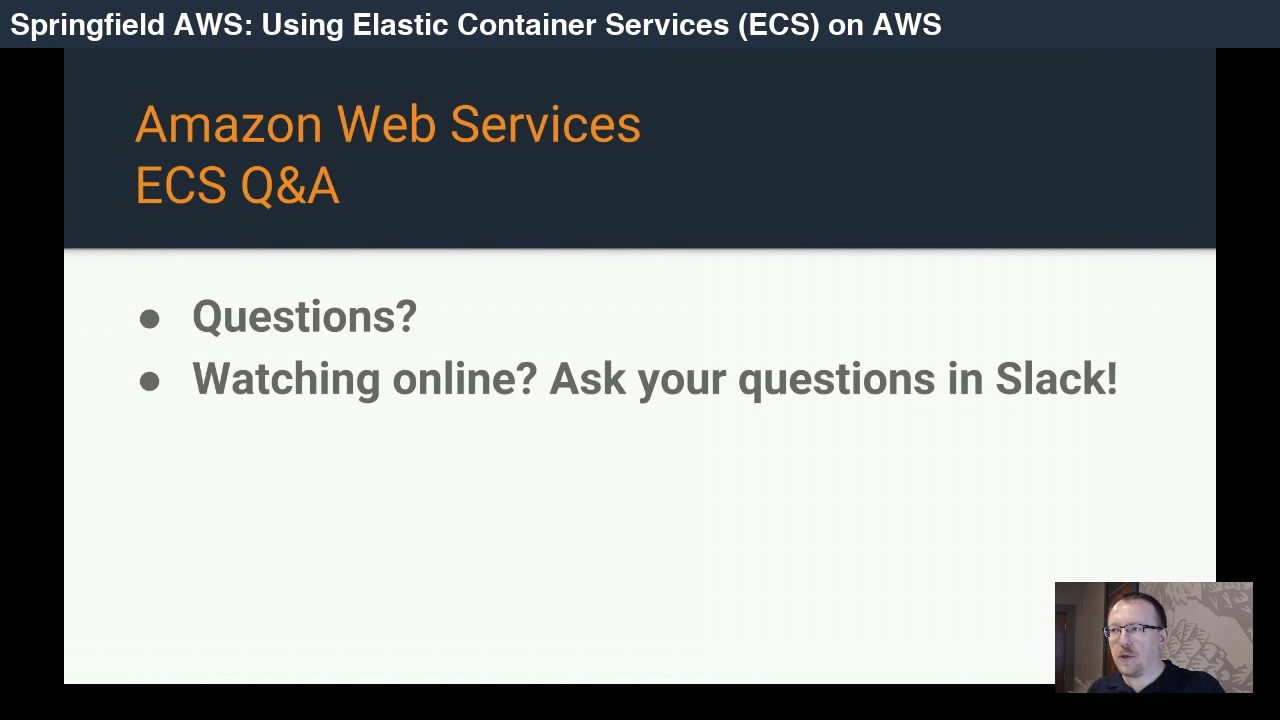 Springfield AWS: Using Elastic Container Services (ECS) on AWS
Amazon Web Services
ECS Q&A
● Questions?
● Watching online? Ask your questions in Slack!